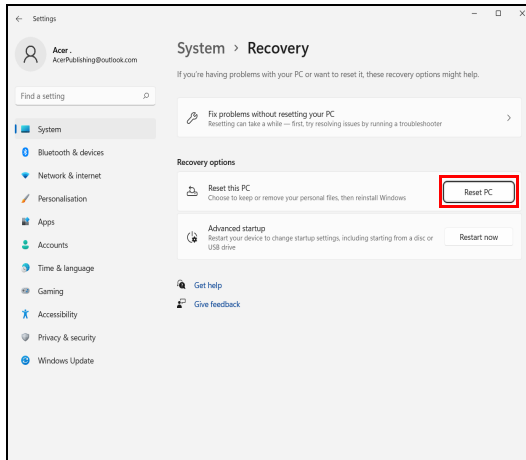 Settings
Acer .
AcerPublishing@outlook.com
Find a setting
System
Bluetooth & devices
Network & internet
Personalisation
Apps
Accounts
Time & language
Gaming
Accessibility
Privacy & security
Windows Update
System > Recovery
If you're having problems with your PC or want to reset it, these recovery options might help.
Fix problems without resetting your PC
Resetting can take a while — first, try resolving issues by running a troubleshooter
Recovery options
Reset this PC
Choose to keep or remove your personal files, then reinstall Windows
Reset PC
Advanced startup
Restart your device to change startup settings, including starting from a disc or
USB drive
Restart now
Get help
Give feedback